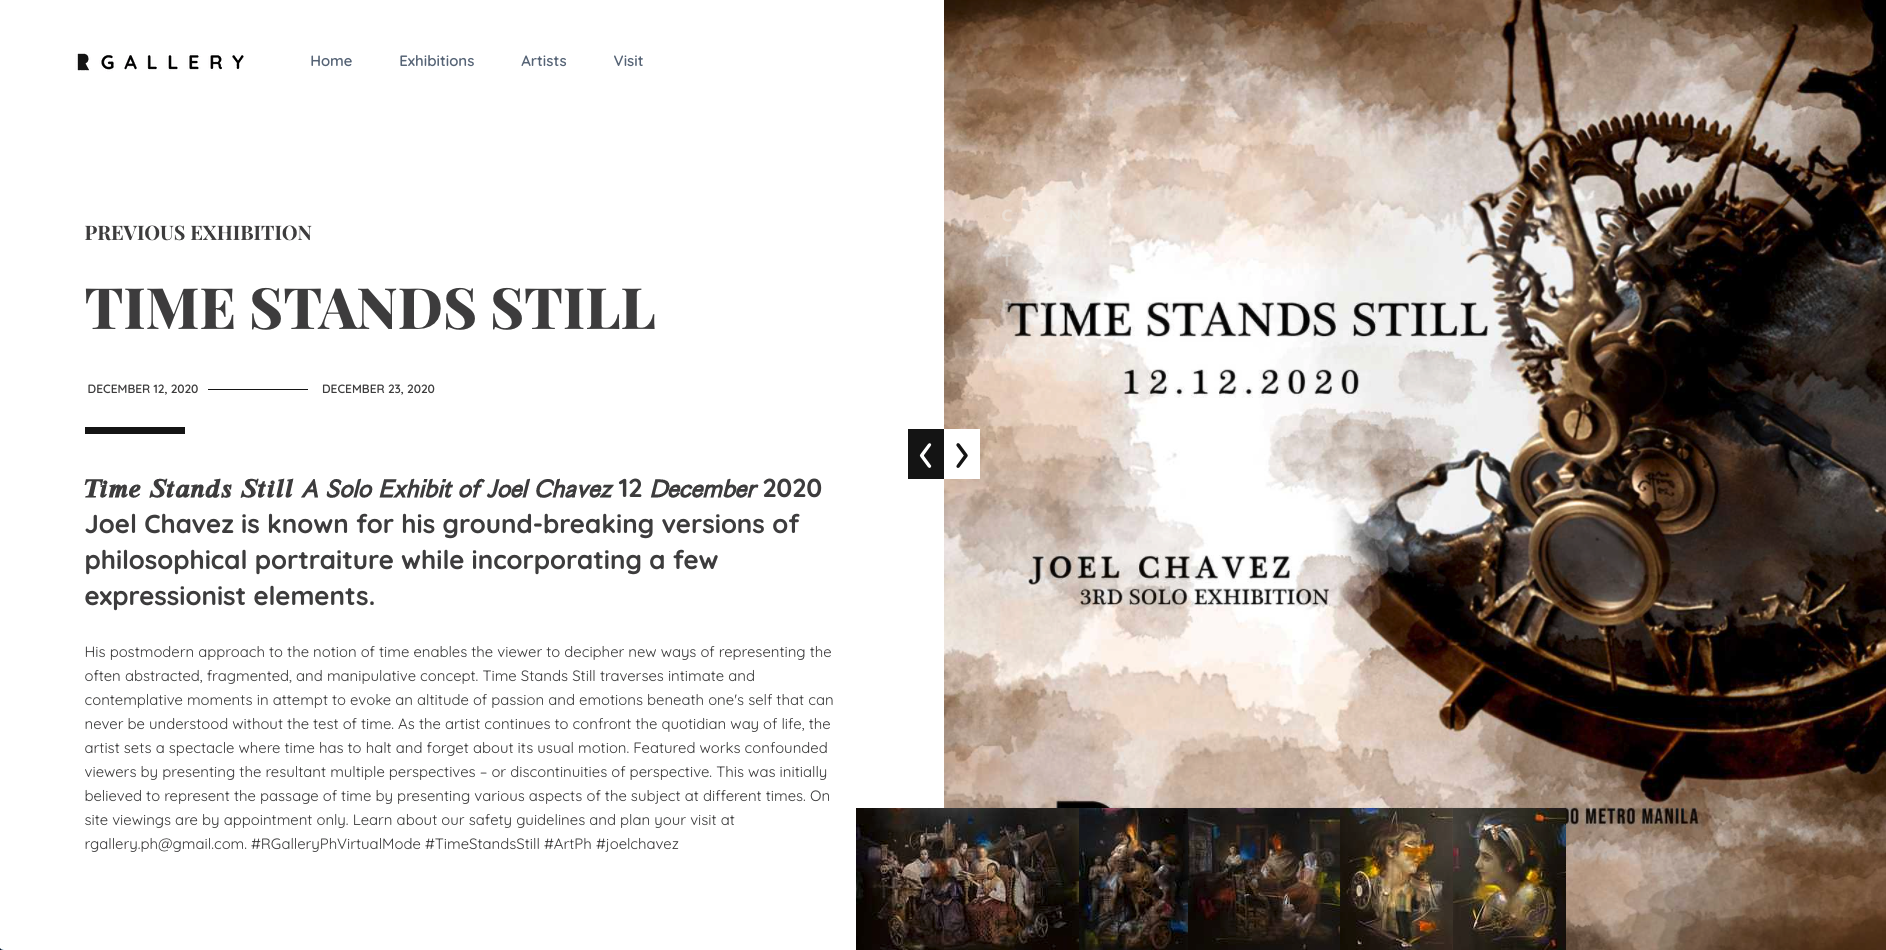 R GALLERY
Home
Exhibitions
Artists
Visit
PREVIOUS EXHIBITION
TIME STANDS STILL
DECEMBER 12, 2020
DECEMBER 23, 2020
Time Stands Still A Solo Exhibit of Joel Chavez 12 December 2020
Joel Chavez is known for his ground-breaking versions of
philosophical portraiture while incorporating a few
expressionist elements.
His postmodern approach to the notion of time enables the viewer to decipher new ways of representing the
often abstracted, fragmented, and manipulative concept. Time Stands Still traverses intimate and
contemplative moments in attempt to evoke an altitude of passion and emotions beneath one's self that can
never be understood without the test of time. As the artist continues to confront the quotidian way of life, the
artist sets a spectacle where time has to halt and forget about its usual motion. Featured works confounded
viewers by presenting the resultant multiple perspectives – or discontinuities of perspective. This was initially
believed to represent the passage of time by presenting various aspects of the subject at different times. On
site viewings are by appointment only. Learn about our safety guidelines and plan your visit at
rgallery.ph@gmail.com. #RGalleryPhVirtualMode #TimeStandsStill #ArtPh #joelchavez
TIME STANDS STILL
12.12.2020
JOEL CHAVEZ
3RD SOLO EXHIBITION
METRO MANILA